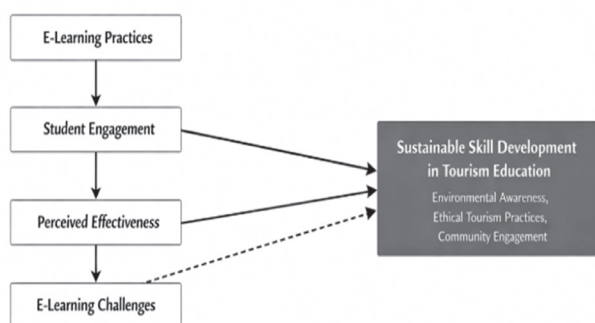 E-Learning Practices
Student Engagement
Perceived Effectiveness
E-Learning Challenges
Sustainable Skill Development
in Tourism Education
Environmental Awareness,
Ethical Tourism Practices,
Community Engagement